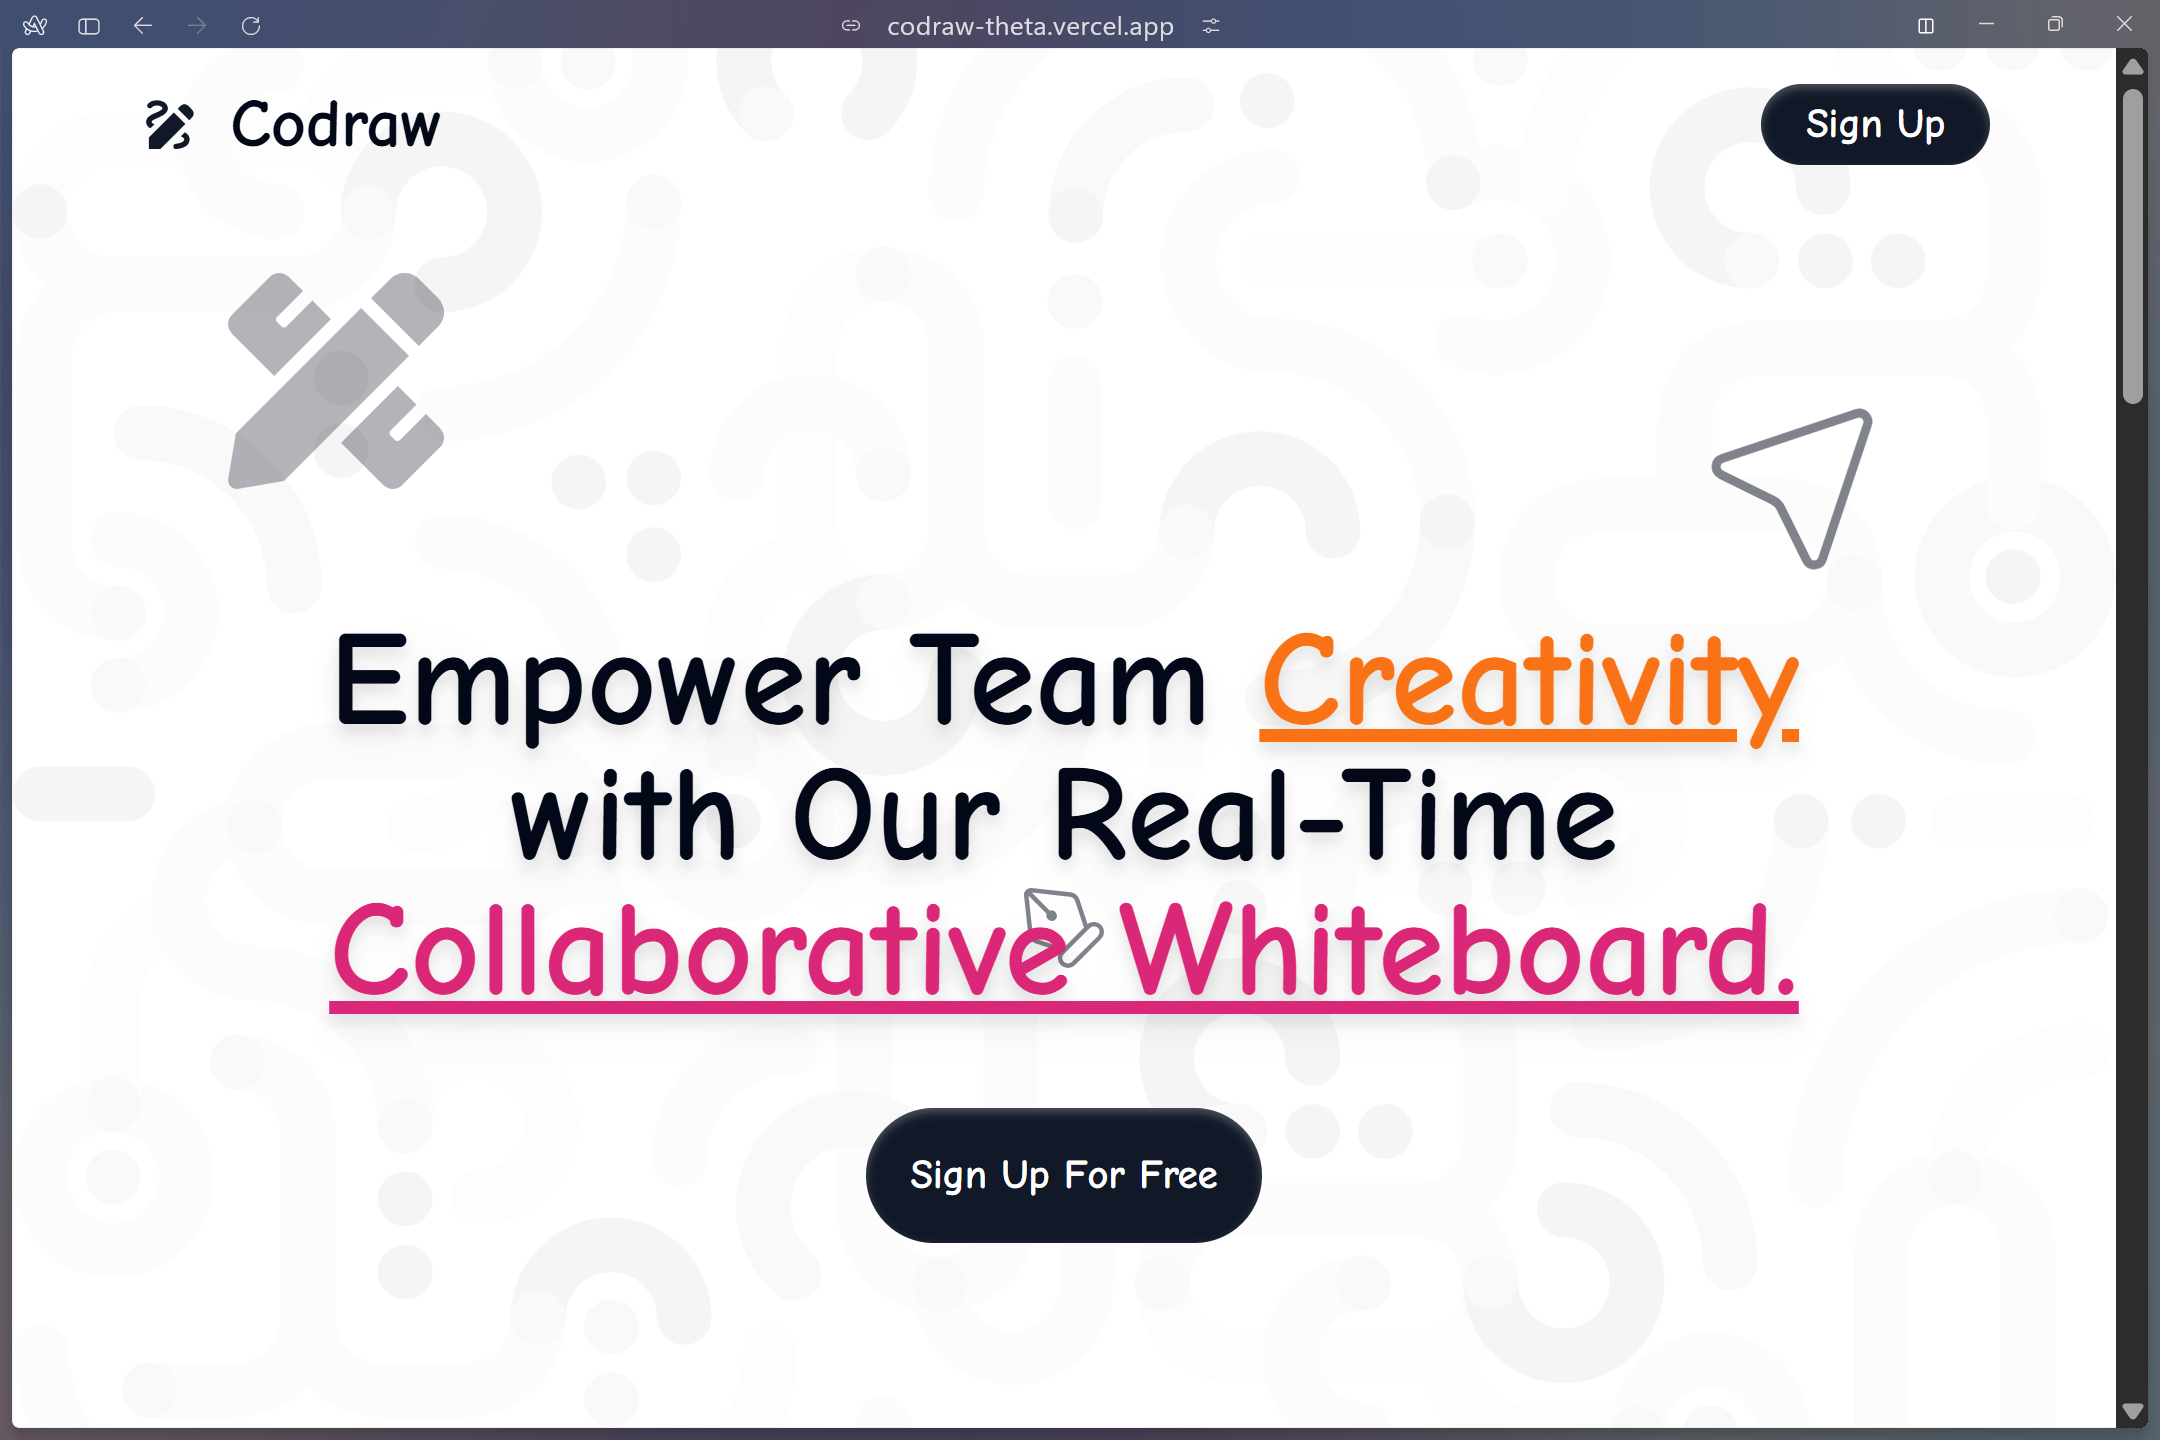 codraw-theta.vercel.app
Codraw
Sign Up
Empower Team Creativity
with Our Real-Time
Collaborative Whiteboard.
Sign Up For Free